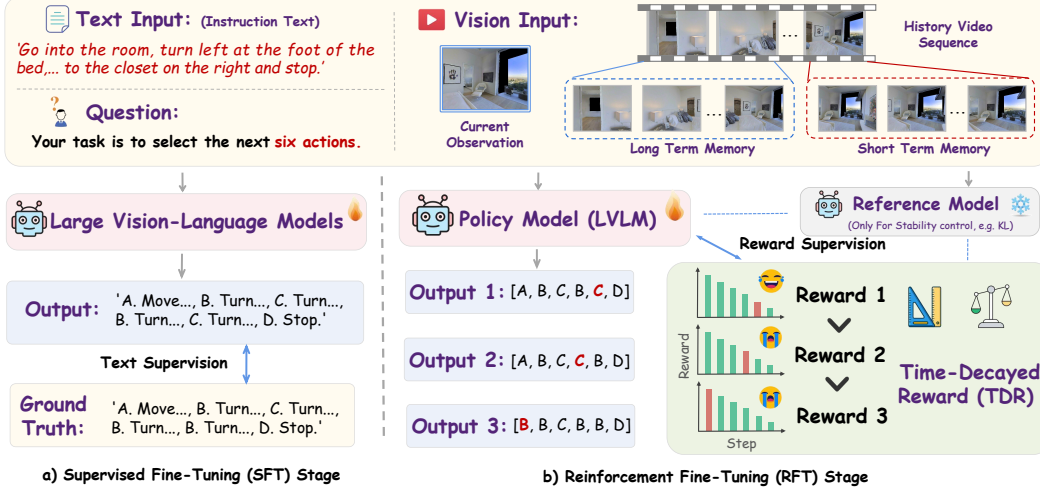 Text Input: (Instruction Text)
'Go into the room, turn left at the foot of the
bed,... to the closet on the right and stop.'
Question:
Your task is to select the next six actions.
Vision Input:
...
History Video
Sequence
Current
Observation
...
Long Term Memory
...
Short Term Memory
Large Vision-Language Models
Output:
'A. Move..., B. Turn..., C. Turn...,
B. Turn..., C. Turn..., D. Stop.'
Text Supervision
Ground
Truth:
'A. Move..., B. Turn..., C. Turn...,
B. Turn..., B. Turn..., D. Stop.'
a) Supervised Fine-Tuning (SFT) Stage
Policy Model (LVLM)
Reference Model
(Only For Stability control, e.g. KL)
Reward Supervision
Output 1: [A, B, C, B, C, D]
Output 2: [A, B, C, C, B, D]
Output 3: [B, B, C, B, B, D]
Reward
Step
Reward 1
Reward 2
Reward 3
Time-Decayed
Reward (TDR)
b) Reinforcement Fine-Tuning (RFT) Stage